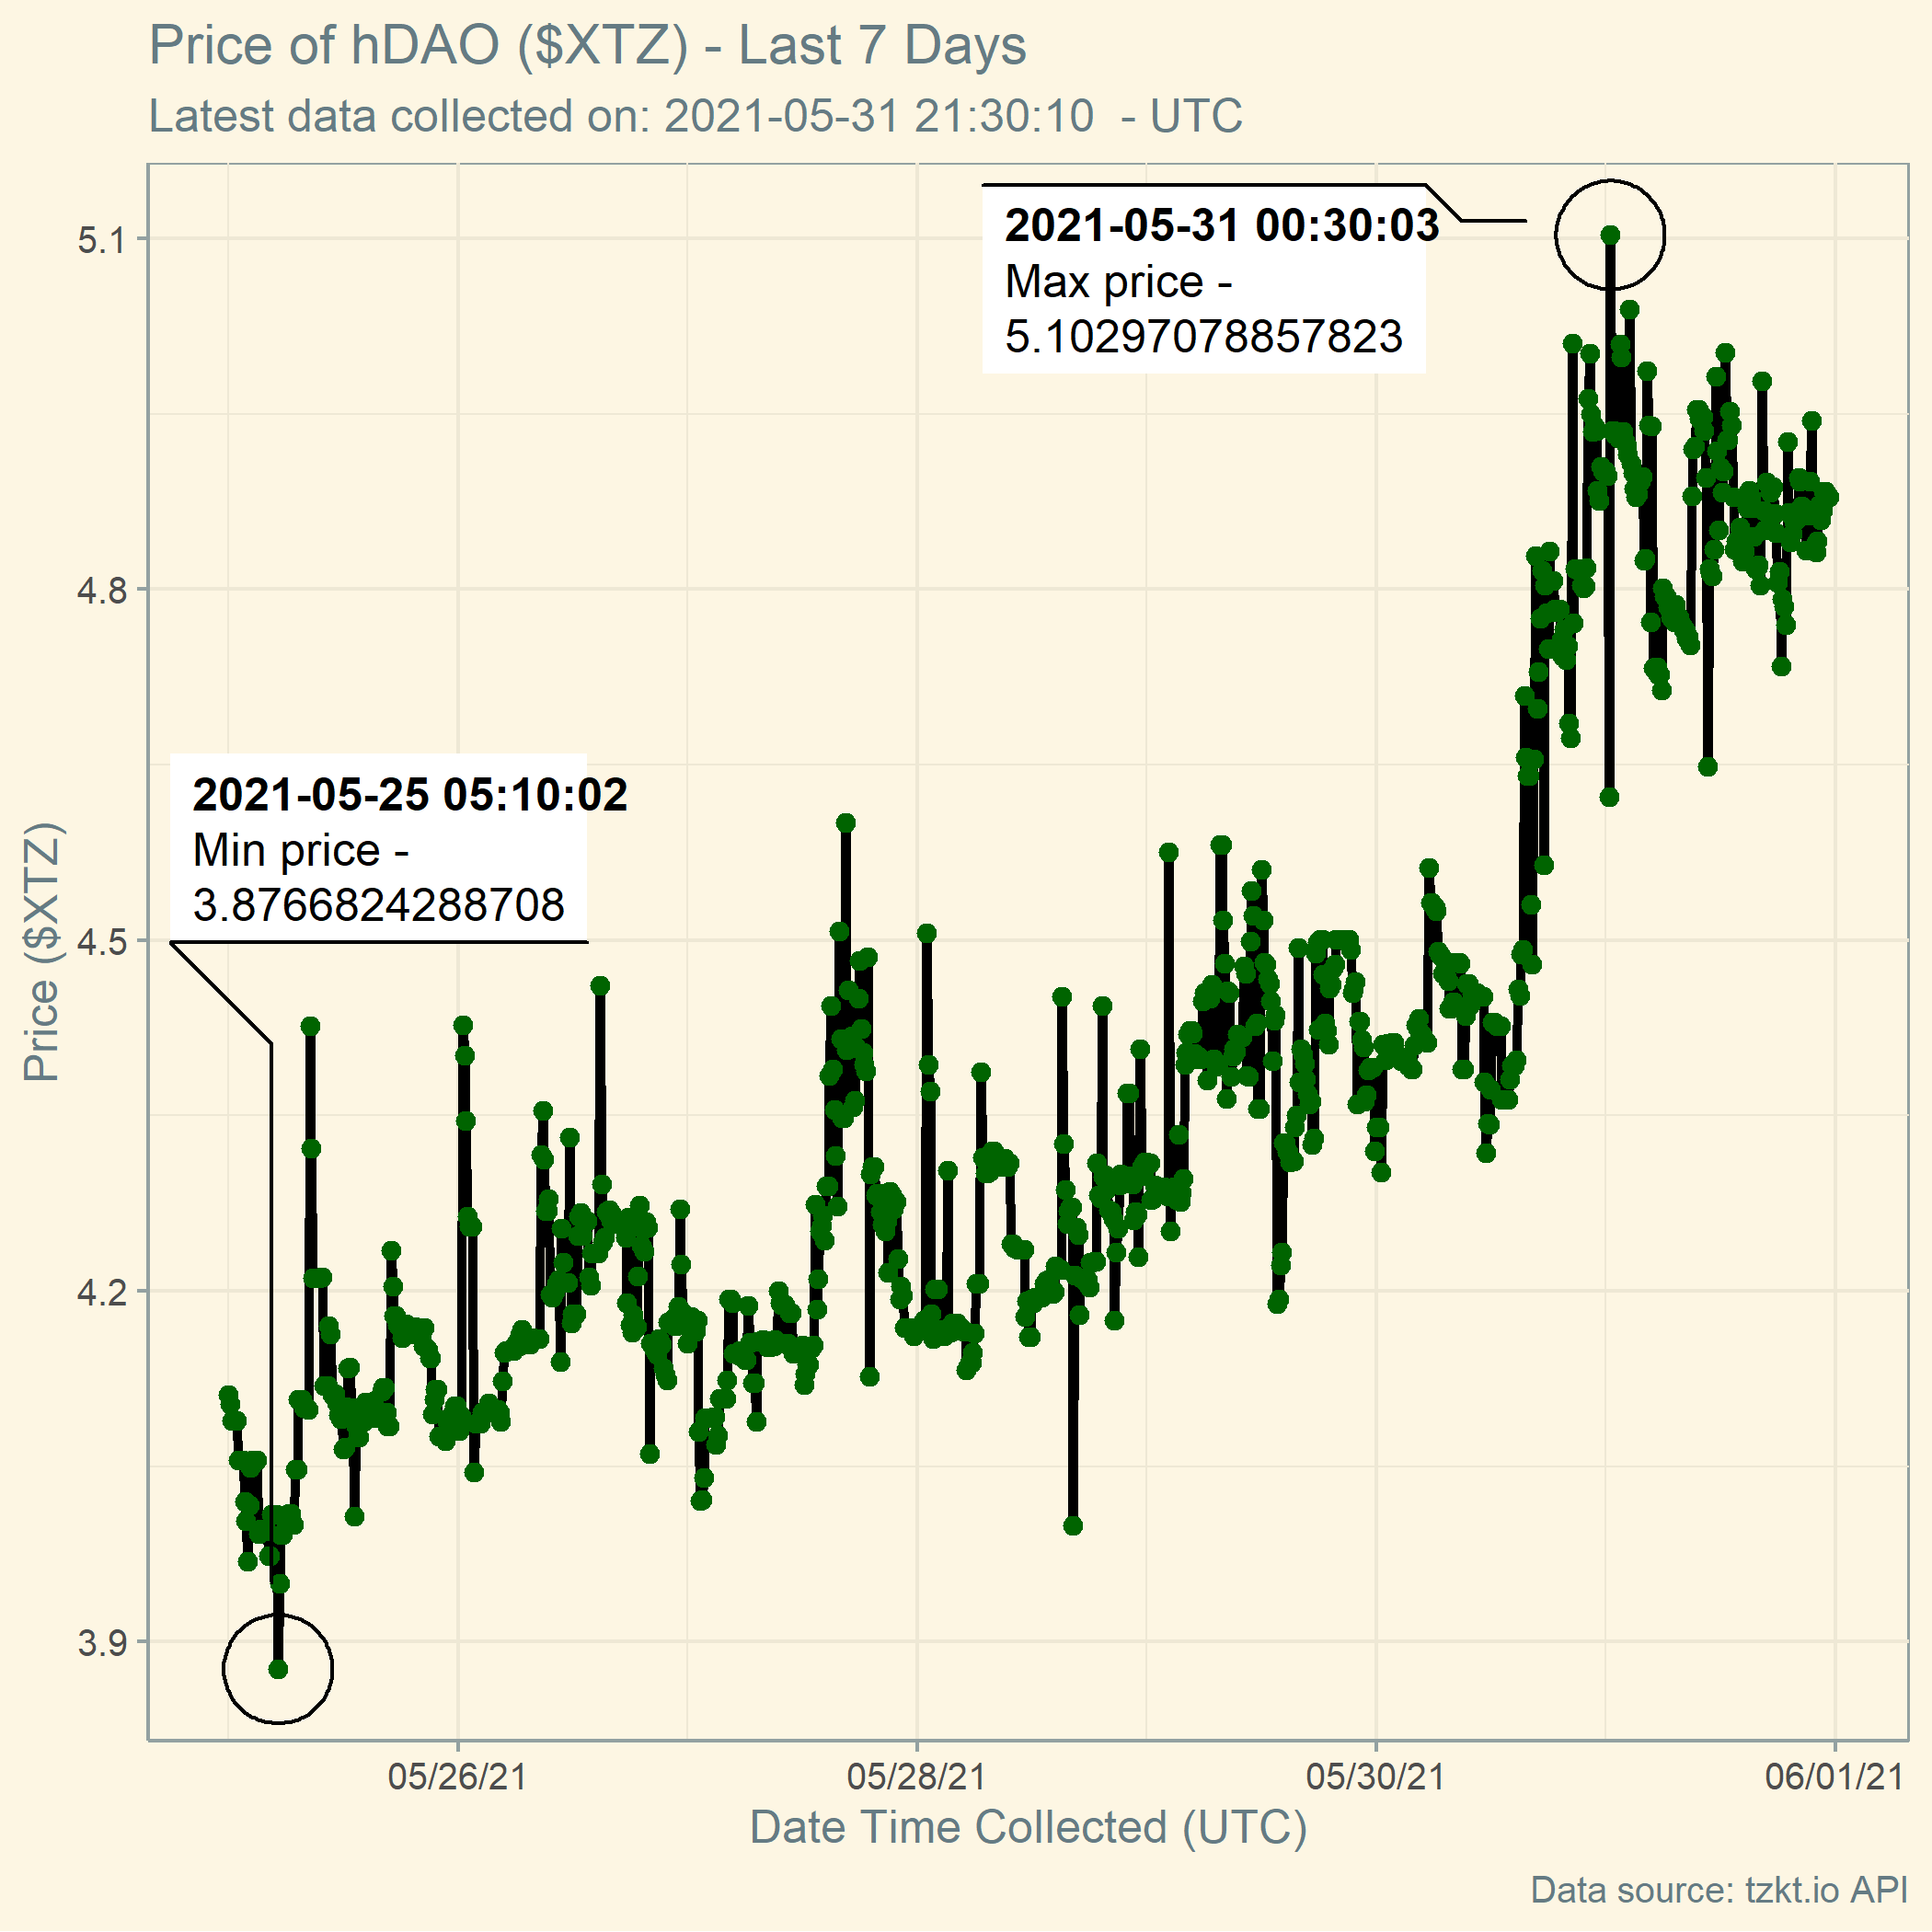 Price of hDAO ($XTZ) - Last 7 Days
Latest data collected on: 2021-05-31 21:30:10  - UTC
2021-05-31 00:30:03
Max price -
5.10297078857823
2021-05-25 05:10:02
Min price -
3.8766824288708
Price ($XTZ)
5.1
4.8
4.5
4.2
3.9
05/26/21
05/28/21
05/30/21
06/01/21
Date Time Collected (UTC)
Data source: tzkt.io API